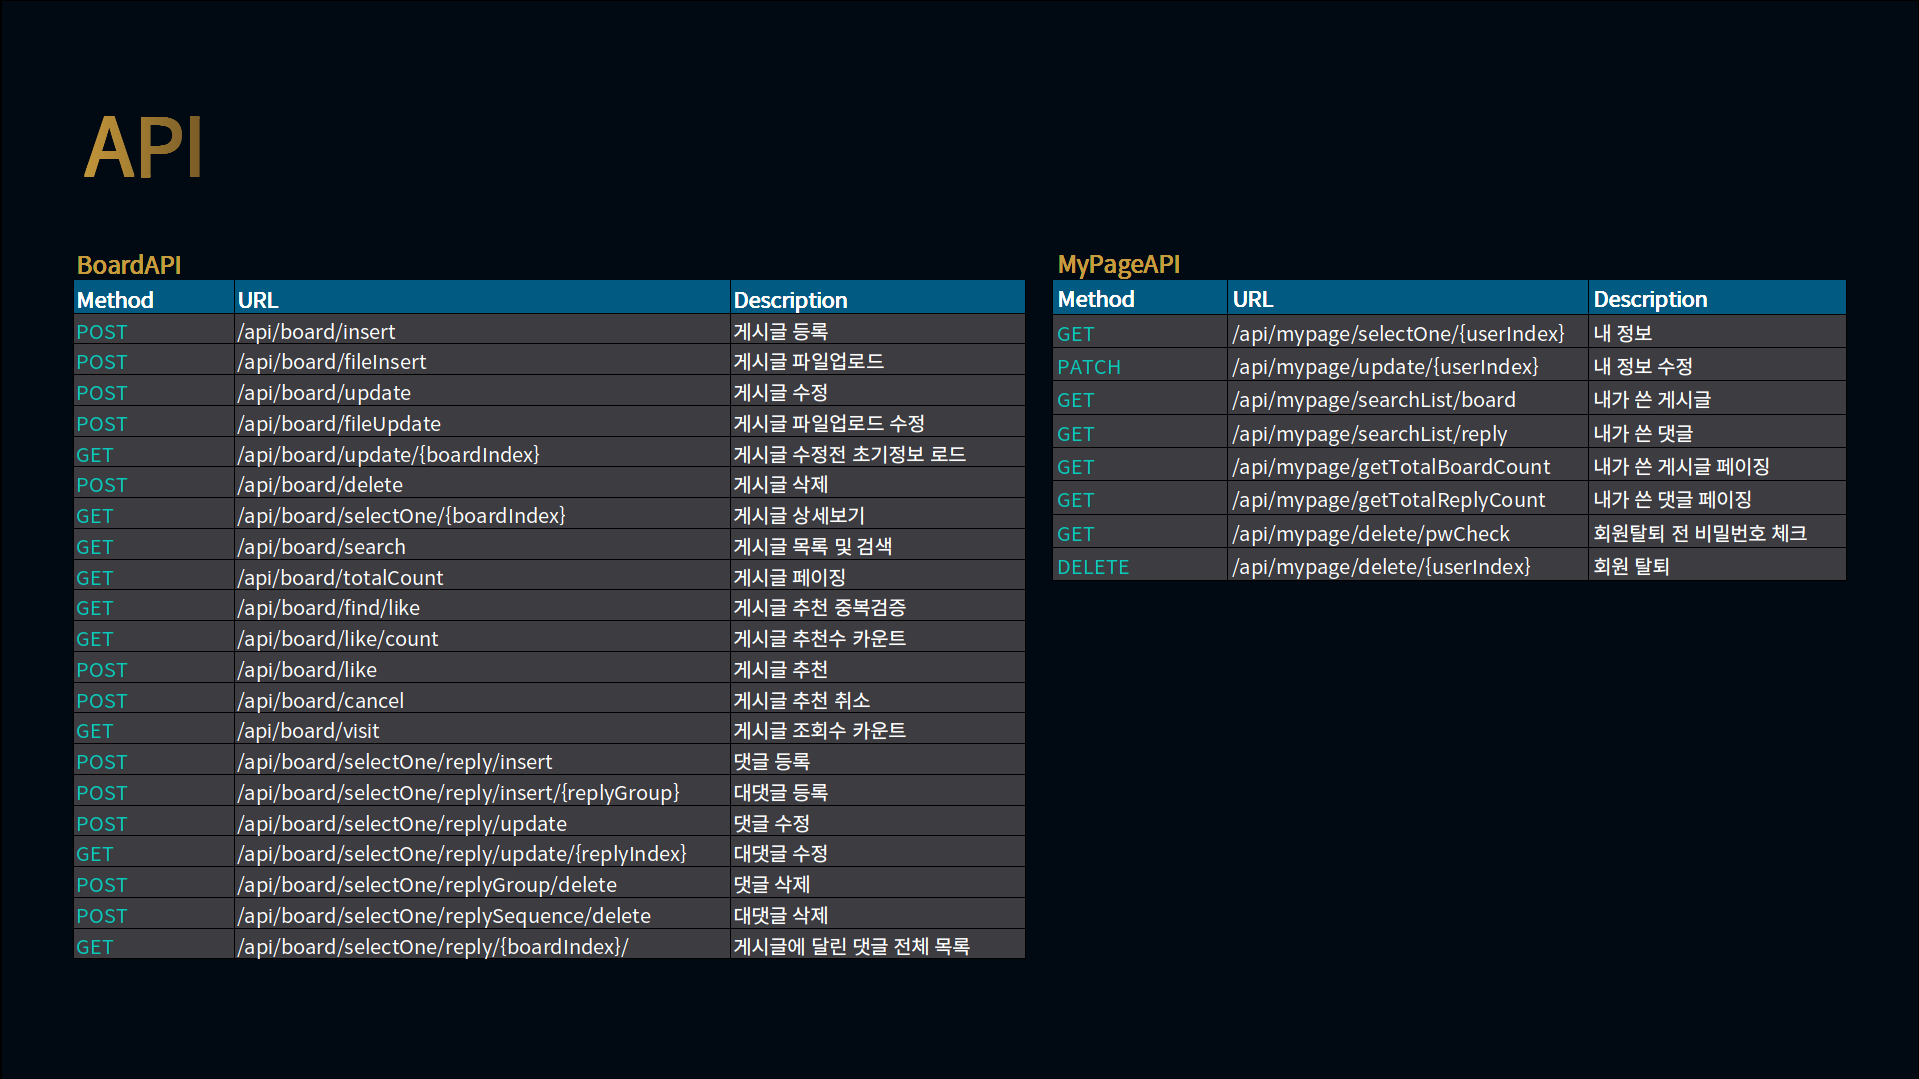 API
BoardAPI
Method URL Description
POST /api/board/insert 게시글 등록
POST /api/board/fileInsert 게시글 파일업로드
POST /api/board/update 게시글 수정
POST /api/board/fileUpdate 게시글 파일업로드 수정
GET /api/board/update/{boardIndex} 게시글 수정전 초기정보 로드
POST /api/board/delete 게시글 삭제
GET /api/board/selectOne/{boardIndex} 게시글 상세보기
GET /api/board/search 게시글 목록 및 검색
GET /api/board/totalCount 게시글 페이징
GET /api/board/find/like 게시글 추천 중복검증
GET /api/board/like/count 게시글 추천수 카운트
POST /api/board/like 게시글 추천
POST /api/board/cancel 게시글 추천 취소
GET /api/board/visit 게시글 조회수 카운트
POST /api/board/selectOne/reply/insert 댓글 등록
POST /api/board/selectOne/reply/insert/{replyGroup} 대댓글 등록
POST /api/board/selectOne/reply/update 댓글 수정
GET /api/board/selectOne/reply/update/{replyIndex} 대댓글 수정
POST /api/board/selectOne/replyGroup/delete 댓글 삭제
POST /api/board/selectOne/replySequence/delete 대댓글 삭제
GET /api/board/selectOne/reply/{boardIndex}/ 게시글에 달린 댓글 전체 목록
MyPageAPI
Method URL Description
GET /api/mypage/selectOne/{userIndex} 내 정보
PATCH /api/mypage/update/{userIndex} 내 정보 수정
GET /api/mypage/searchList/board 내가 쓴 게시글
GET /api/mypage/searchList/reply 내가 쓴 댓글
GET /api/mypage/getTotalBoardCount 내가 쓴 게시글 페이징
GET /api/mypage/getTotalReplyCount 내가 쓴 댓글 페이징
GET /api/mypage/delete/pwCheck 회원탈퇴 전 비밀번호 체크
DELETE /api/mypage/delete/{userIndex} 회원 탈퇴